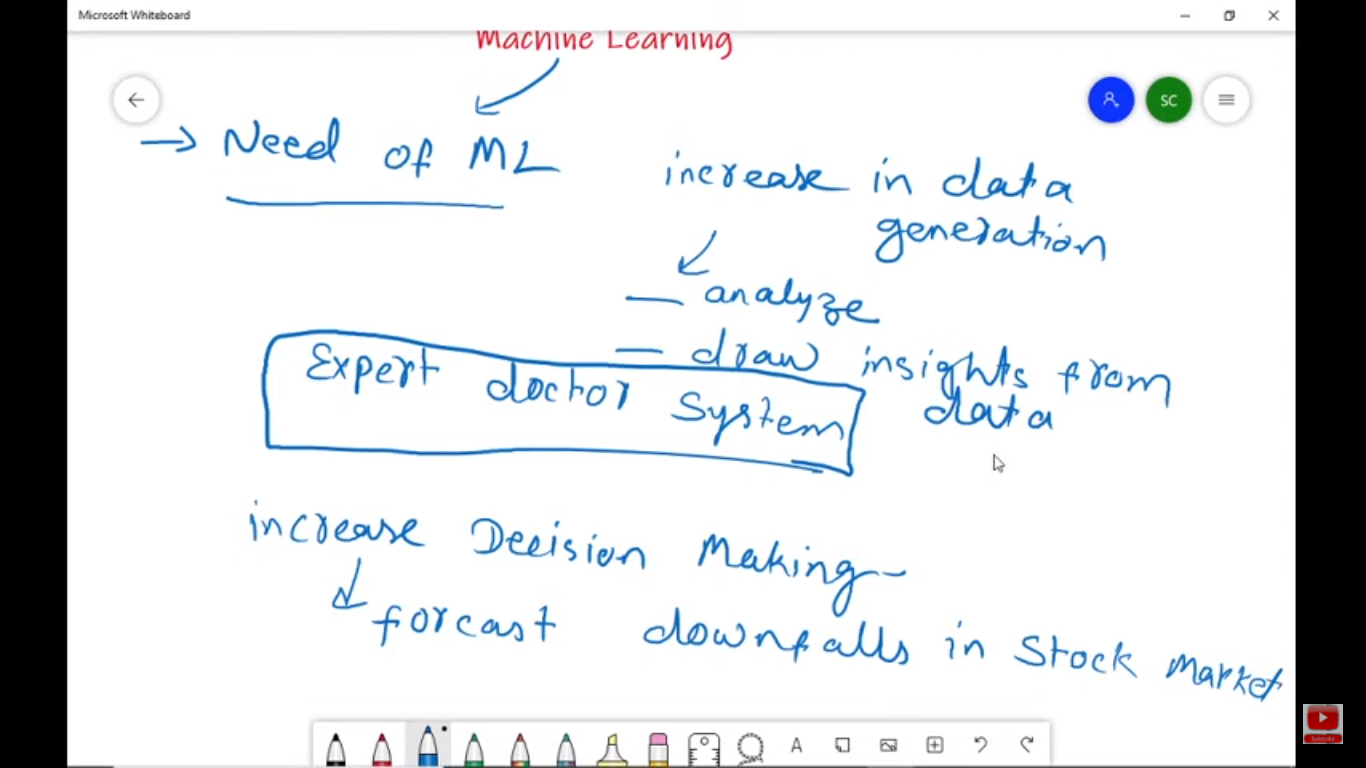 Microsoft Whiteboard
Machine Learning
→ Need of ML
increase in data
generation
SC
— analyze
— draw insights from
data
Expert doctor System
increase Decision Making-
forcast downfalls in Stock Market
A
Subscribe